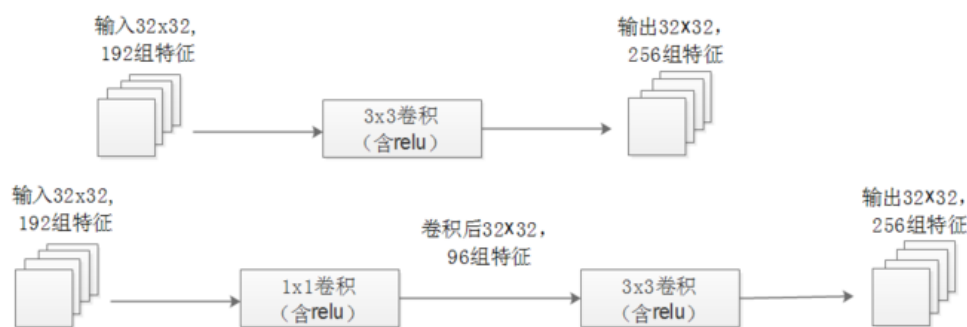 输入32x32,
192组特征
输出32X32，
256组特征
3x3卷积
（含relu）
输入32x32,
192组特征
卷积后32X32，
96组特征
输出32X32，
256组特征
1x1卷积
（含relu）
3x3卷积
（含relu）